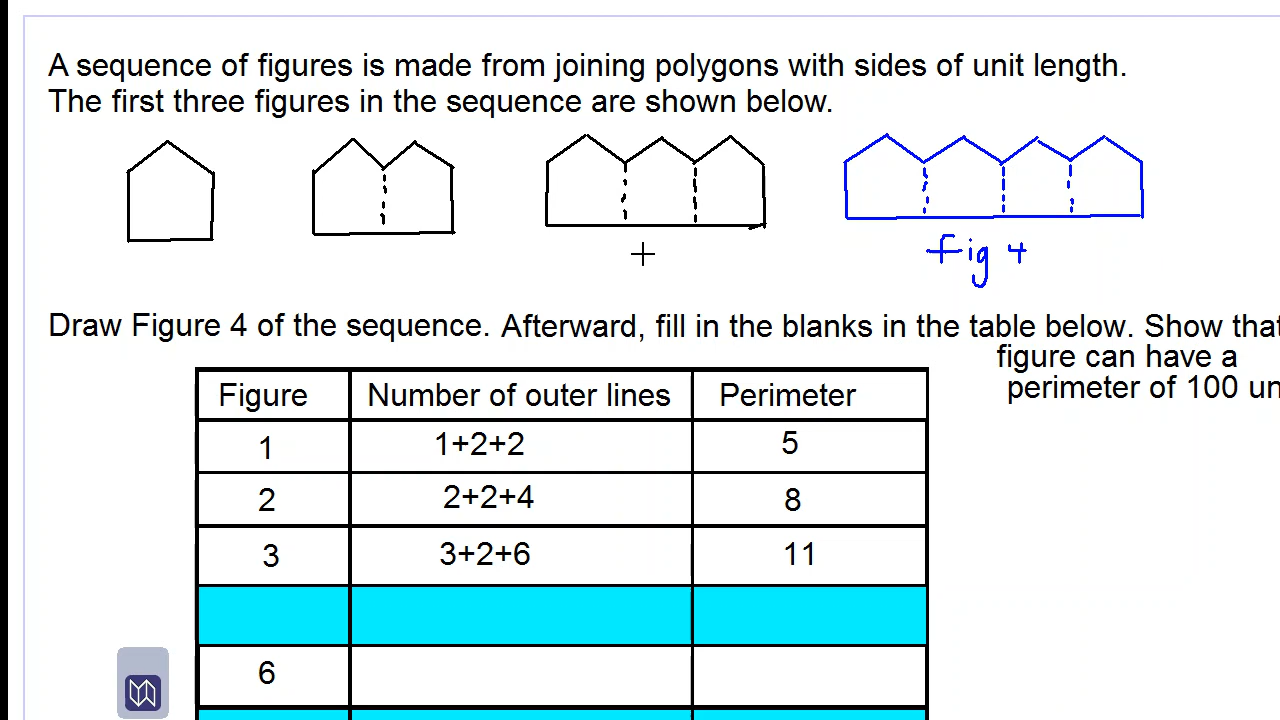 A sequence of figures is made from joining polygons with sides of unit length.
The first three figures in the sequence are shown below.
fig 4
Draw Figure 4 of the sequence. Afterward, fill in the blanks in the table below. Show that
figure can have a
perimeter of 100 un
Figure Number of outer lines Perimeter
1 1+2+2 5
2 2+2+4 8
3 3+2+6 11
6